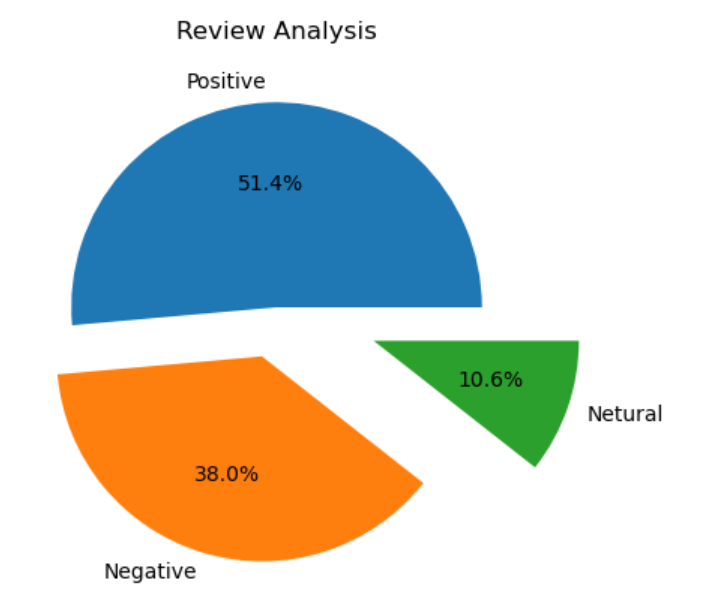 Review Analysis
Positive
51.4%
10.6%
Netural
38.0%
Negative